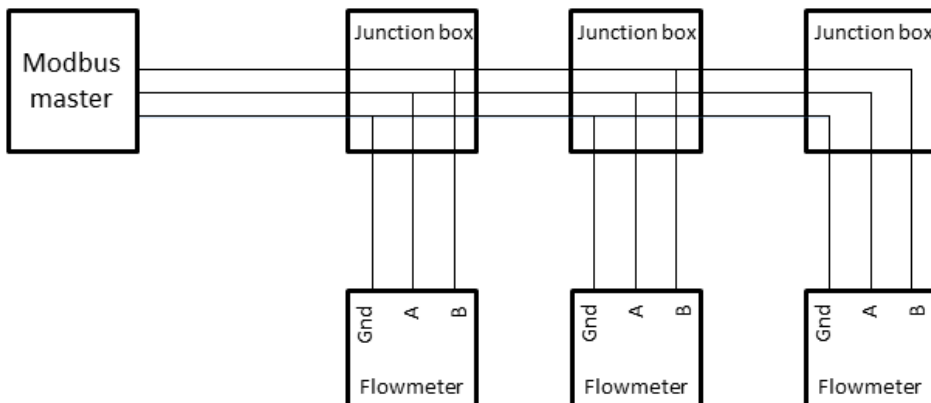 Modbus
master
Junction box
Junction box
Junction box
Gnd
A
B
Gnd
A
B
Gnd
A
B
Flowmeter
Flowmeter
Flowmeter